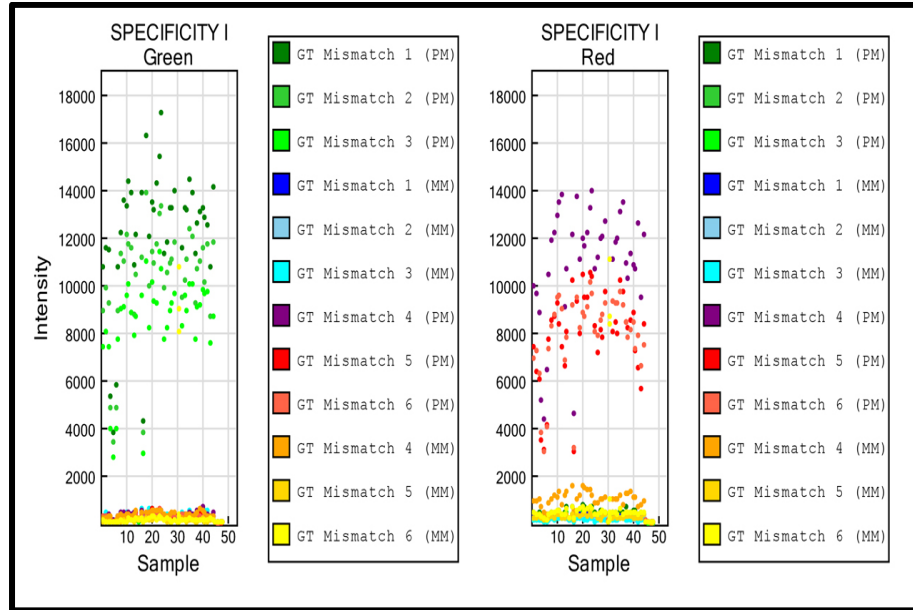 SPECIFICITY I
Green
Intensity
18000
16000
14000
12000
10000
8000
6000
4000
2000
10 20 30 40 50
Sample
GT Mismatch 1 (PM)
GT Mismatch 2 (PM)
GT Mismatch 3 (PM)
GT Mismatch 1 (MM)
GT Mismatch 2 (MM)
GT Mismatch 3 (MM)
GT Mismatch 4 (PM)
GT Mismatch 5 (PM)
GT Mismatch 6 (PM)
GT Mismatch 4 (MM)
GT Mismatch 5 (MM)
GT Mismatch 6 (MM)
SPECIFICITY I
Red
18000
16000
14000
12000
10000
8000
6000
4000
2000
10 20 30 40 50
Sample
GT Mismatch 1 (PM)
GT Mismatch 2 (PM)
GT Mismatch 3 (PM)
GT Mismatch 1 (MM)
GT Mismatch 2 (MM)
GT Mismatch 3 (MM)
GT Mismatch 4 (PM)
GT Mismatch 5 (PM)
GT Mismatch 6 (PM)
GT Mismatch 4 (MM)
GT Mismatch 5 (MM)
GT Mismatch 6 (MM)